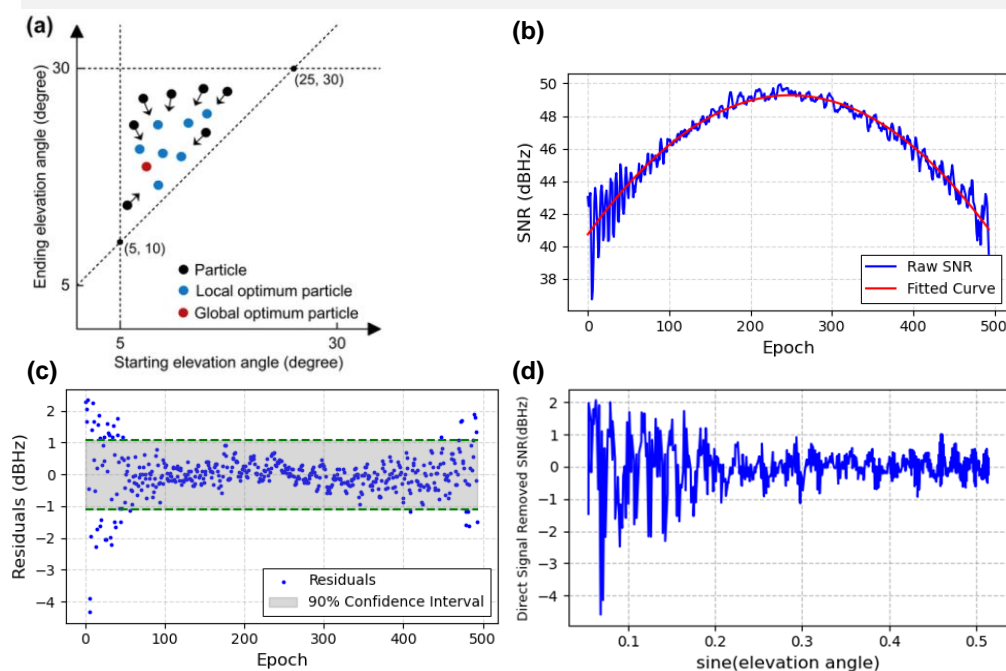 (a)
Ending elevation angle (degree)
30
(25, 30)
(5, 10)
5
Particle
Local optimum particle
Global optimum particle
5
30
Starting elevation angle (degree)
(b)
SNR (dBHz)
50
48
46
44
42
40
38
Raw SNR
Fitted Curve
0
100
200
300
400
500
Epoch
(c)
Residuals (dBHz)
2
1
0
−1
−2
−3
−4
Residuals
90% Confidence Interval
0
100
200
300
400
500
Epoch
(d)
Direct Signal Removed SNR(dBHz)
2
1
0
−1
−2
−3
−4
0.1
0.2
0.3
0.4
0.5
sine(elevation angle)